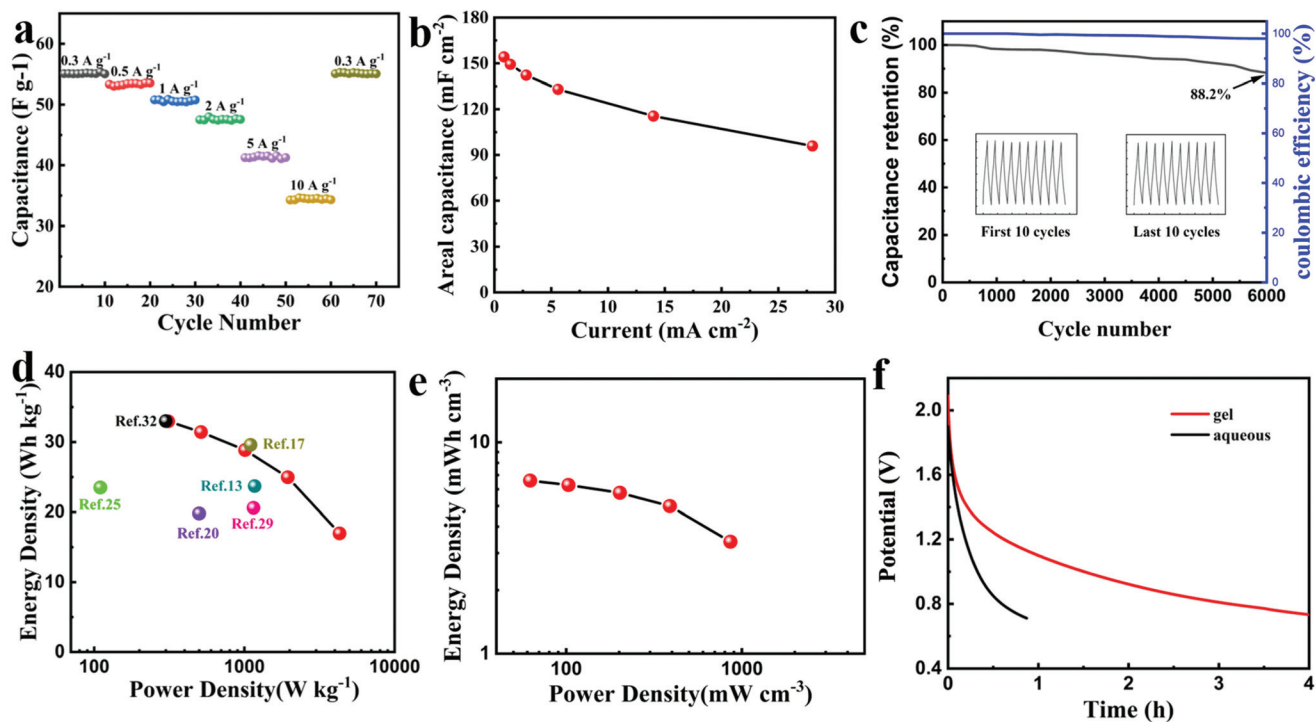 a
Capacitance (F g-1)
60
50
40
30
20
0.3 A g-1
0.5 A g-1
1 A g-1
2 A g-1
5 A g-1
10 A g-1
0.3 A g-1
10 20 30 40 50 60 70
Cycle Number
b
Areal capacitance (mF cm-2)
180
150
120
90
60
30
0
0 5 10 15 20 25 30
Current (mA cm-2)
c
Capacitance retention (%)
100
80
60
40
20
0
88.2%
First 10 cycles
Last 10 cycles
0 1000 2000 3000 4000 5000 6000
Cycle number
100
80
60
40
20
0
coulombic efficiency (%)
d
Energy Density (Wh kg-1)
40
30
20
10
0
Ref.32
Ref.17
Ref.25
Ref.13
Ref.20
Ref.29
100 1000 10000
Power Density(W kg-1)
e
Energy Density (mWh cm-3)
10
1
100 1000
Power Density(mW cm-3)
f
Potential (V)
2.0
1.6
1.2
0.8
0.4
gel
aqueous
0 1 2 3 4
Time (h)